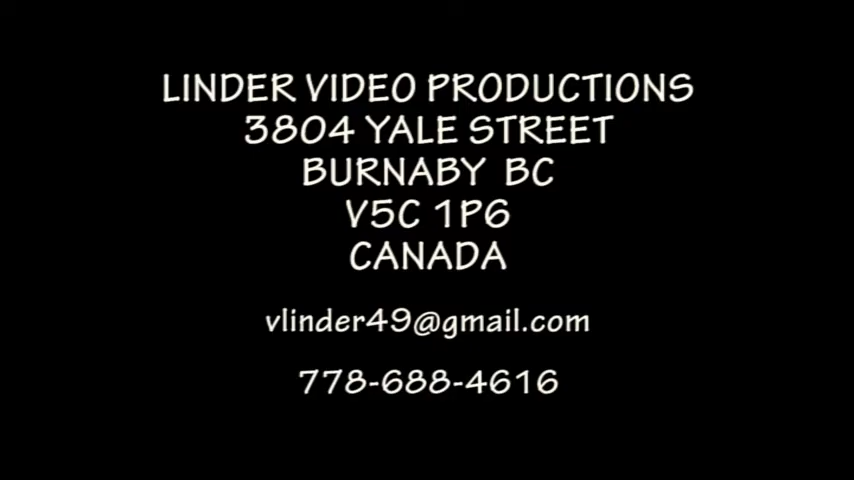 LINDER VIDEO PRODUCTIONS
3804 YALE STREET
BURNABY BC
V5C 1P6
CANADA
vlinder49@gmail.com
778-688-4616